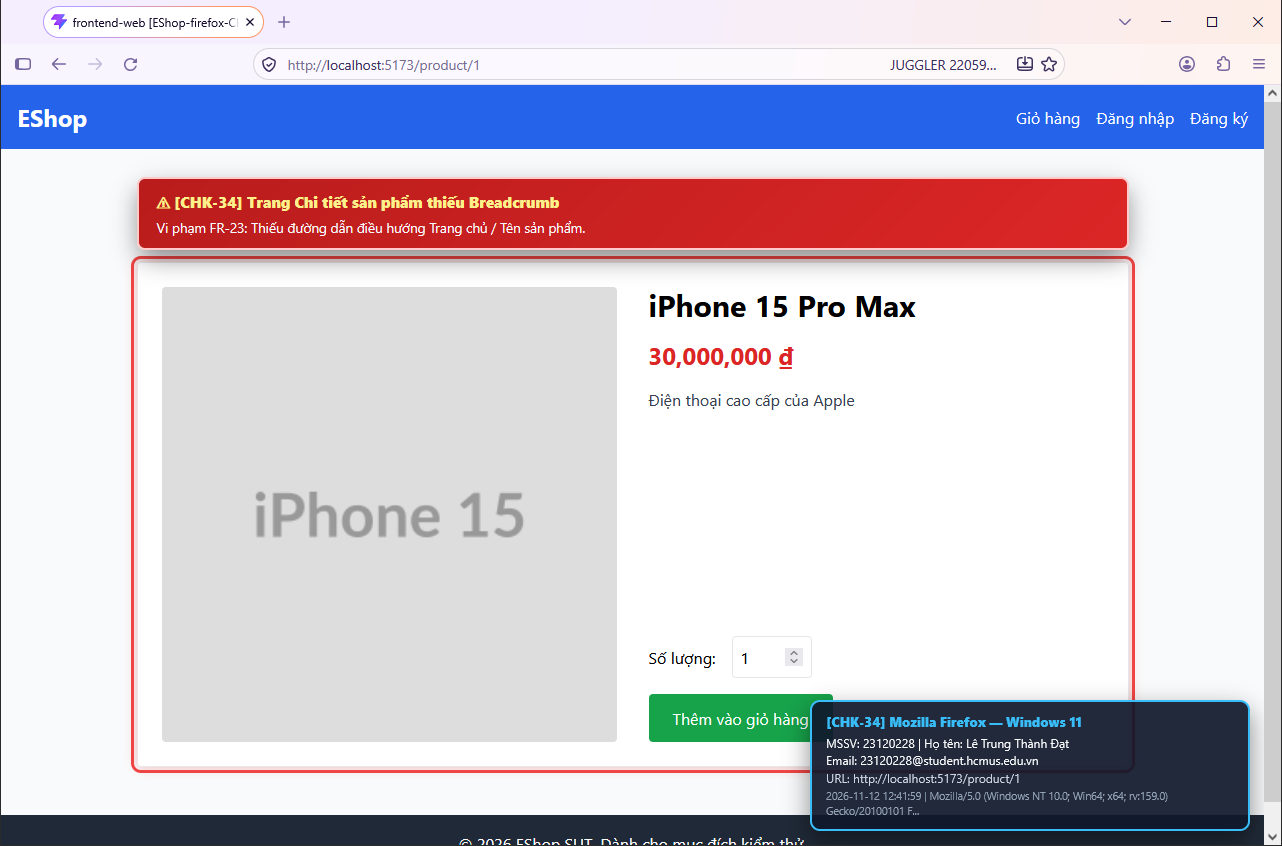 frontend-web [EShop-firefox-Cl
http://localhost:5173/product/1
JUGGLER 22059...
EShop
Giỏ hàng
Đăng nhập
Đăng ký
⚠ [CHK-34] Trang Chi tiết sản phẩm thiếu Breadcrumb
Vi phạm FR-23: Thiếu đường dẫn điều hướng Trang chủ / Tên sản phẩm.
iPhone 15
iPhone 15 Pro Max
30,000,000 ₫
Điện thoại cao cấp của Apple
Số lượng:
1
Thêm vào giỏ hàng
[CHK-34] Mozilla Firefox — Windows 11
MSSV: 23120228 | Họ tên: Lê Trung Thành Đạt
Email: 23120228@student.hcmus.edu.vn
URL: http://localhost:5173/product/1
2026-11-12 12:41:59 | Mozilla/5.0 (Windows NT 10.0; Win64; x64; rv:159.0)
Gecko/20100101 F...
© 2026 EShop SUT. Dành cho mục đích kiểm thử